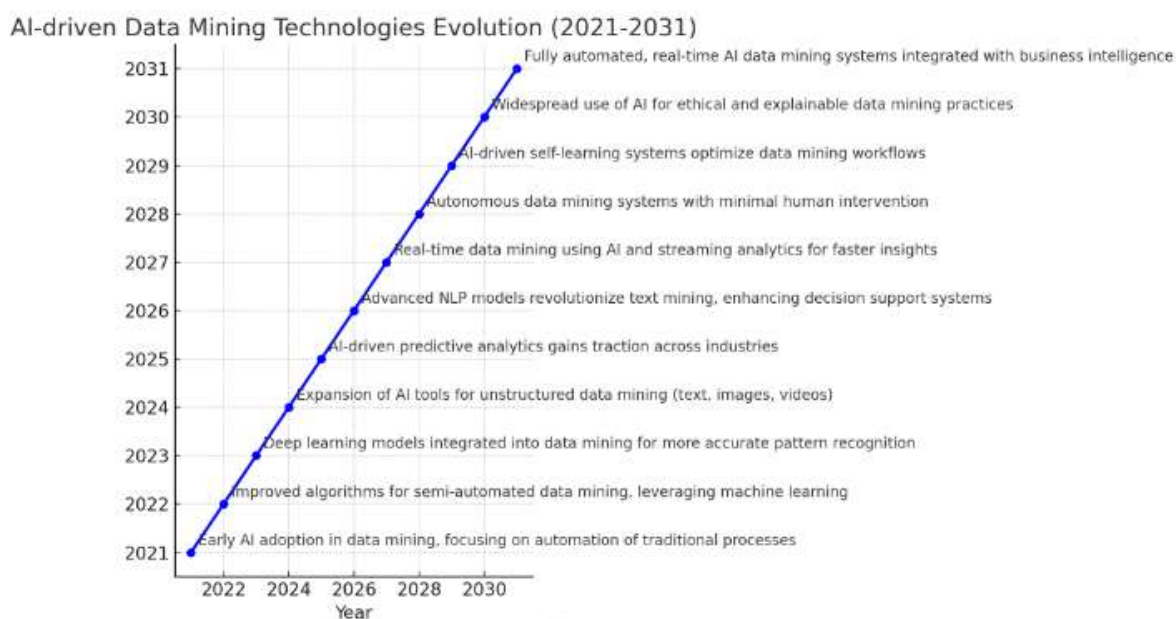 AI-driven Data Mining Technologies Evolution (2021-2031)
2031
Fully automated, real-time AI data mining systems integrated with business intelligence
2030
Widespread use of AI for ethical and explainable data mining practices
2029
AI-driven self-learning systems optimize data mining workflows
2028
Autonomous data mining systems with minimal human intervention
2027
Real-time data mining using AI and streaming analytics for faster insights
2026
Advanced NLP models revolutionize text mining, enhancing decision support systems
2025
AI-driven predictive analytics gains traction across industries
2024
Expansion of AI tools for unstructured data mining (text, images, videos)
2023
Deep learning models integrated into data mining for more accurate pattern recognition
2022
Improved algorithms for semi-automated data mining, leveraging machine learning
2021
Early AI adoption in data mining, focusing on automation of traditional processes
2022 2024 2026 2028 2030
Year